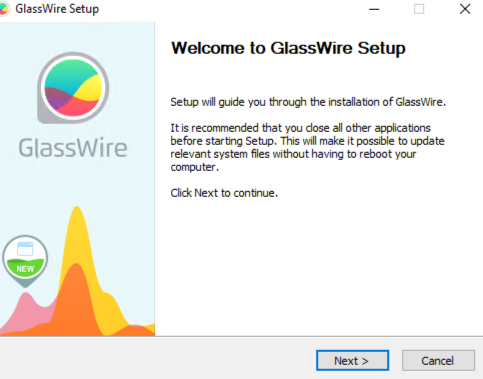 GlassWire Setup
Welcome to GlassWire Setup
Setup will guide you through the installation of GlassWire.
It is recommended that you close all other applications
before starting Setup. This will make it possible to update
relevant system files without having to reboot your
computer.
Click Next to continue.
GlassWire
NEW
Next >
Cancel